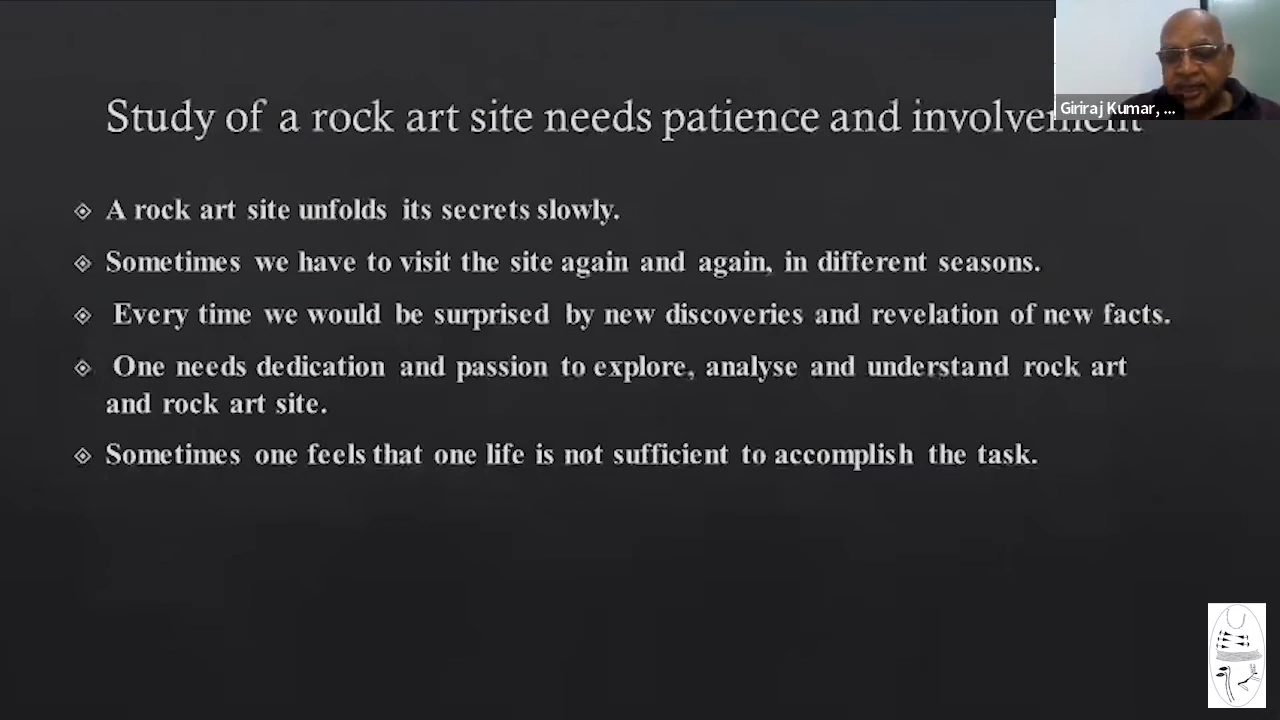 Study of a rock art site needs patience and involvement
Giriraj Kumar, ...
A rock art site unfolds its secrets slowly.
Sometimes we have to visit the site again and again, in different seasons.
Every time we would be surprised by new discoveries and revelation of new facts.
One needs dedication and passion to explore, analyse and understand rock art
and rock art site.
Sometimes one feels that one life is not sufficient to accomplish the task.